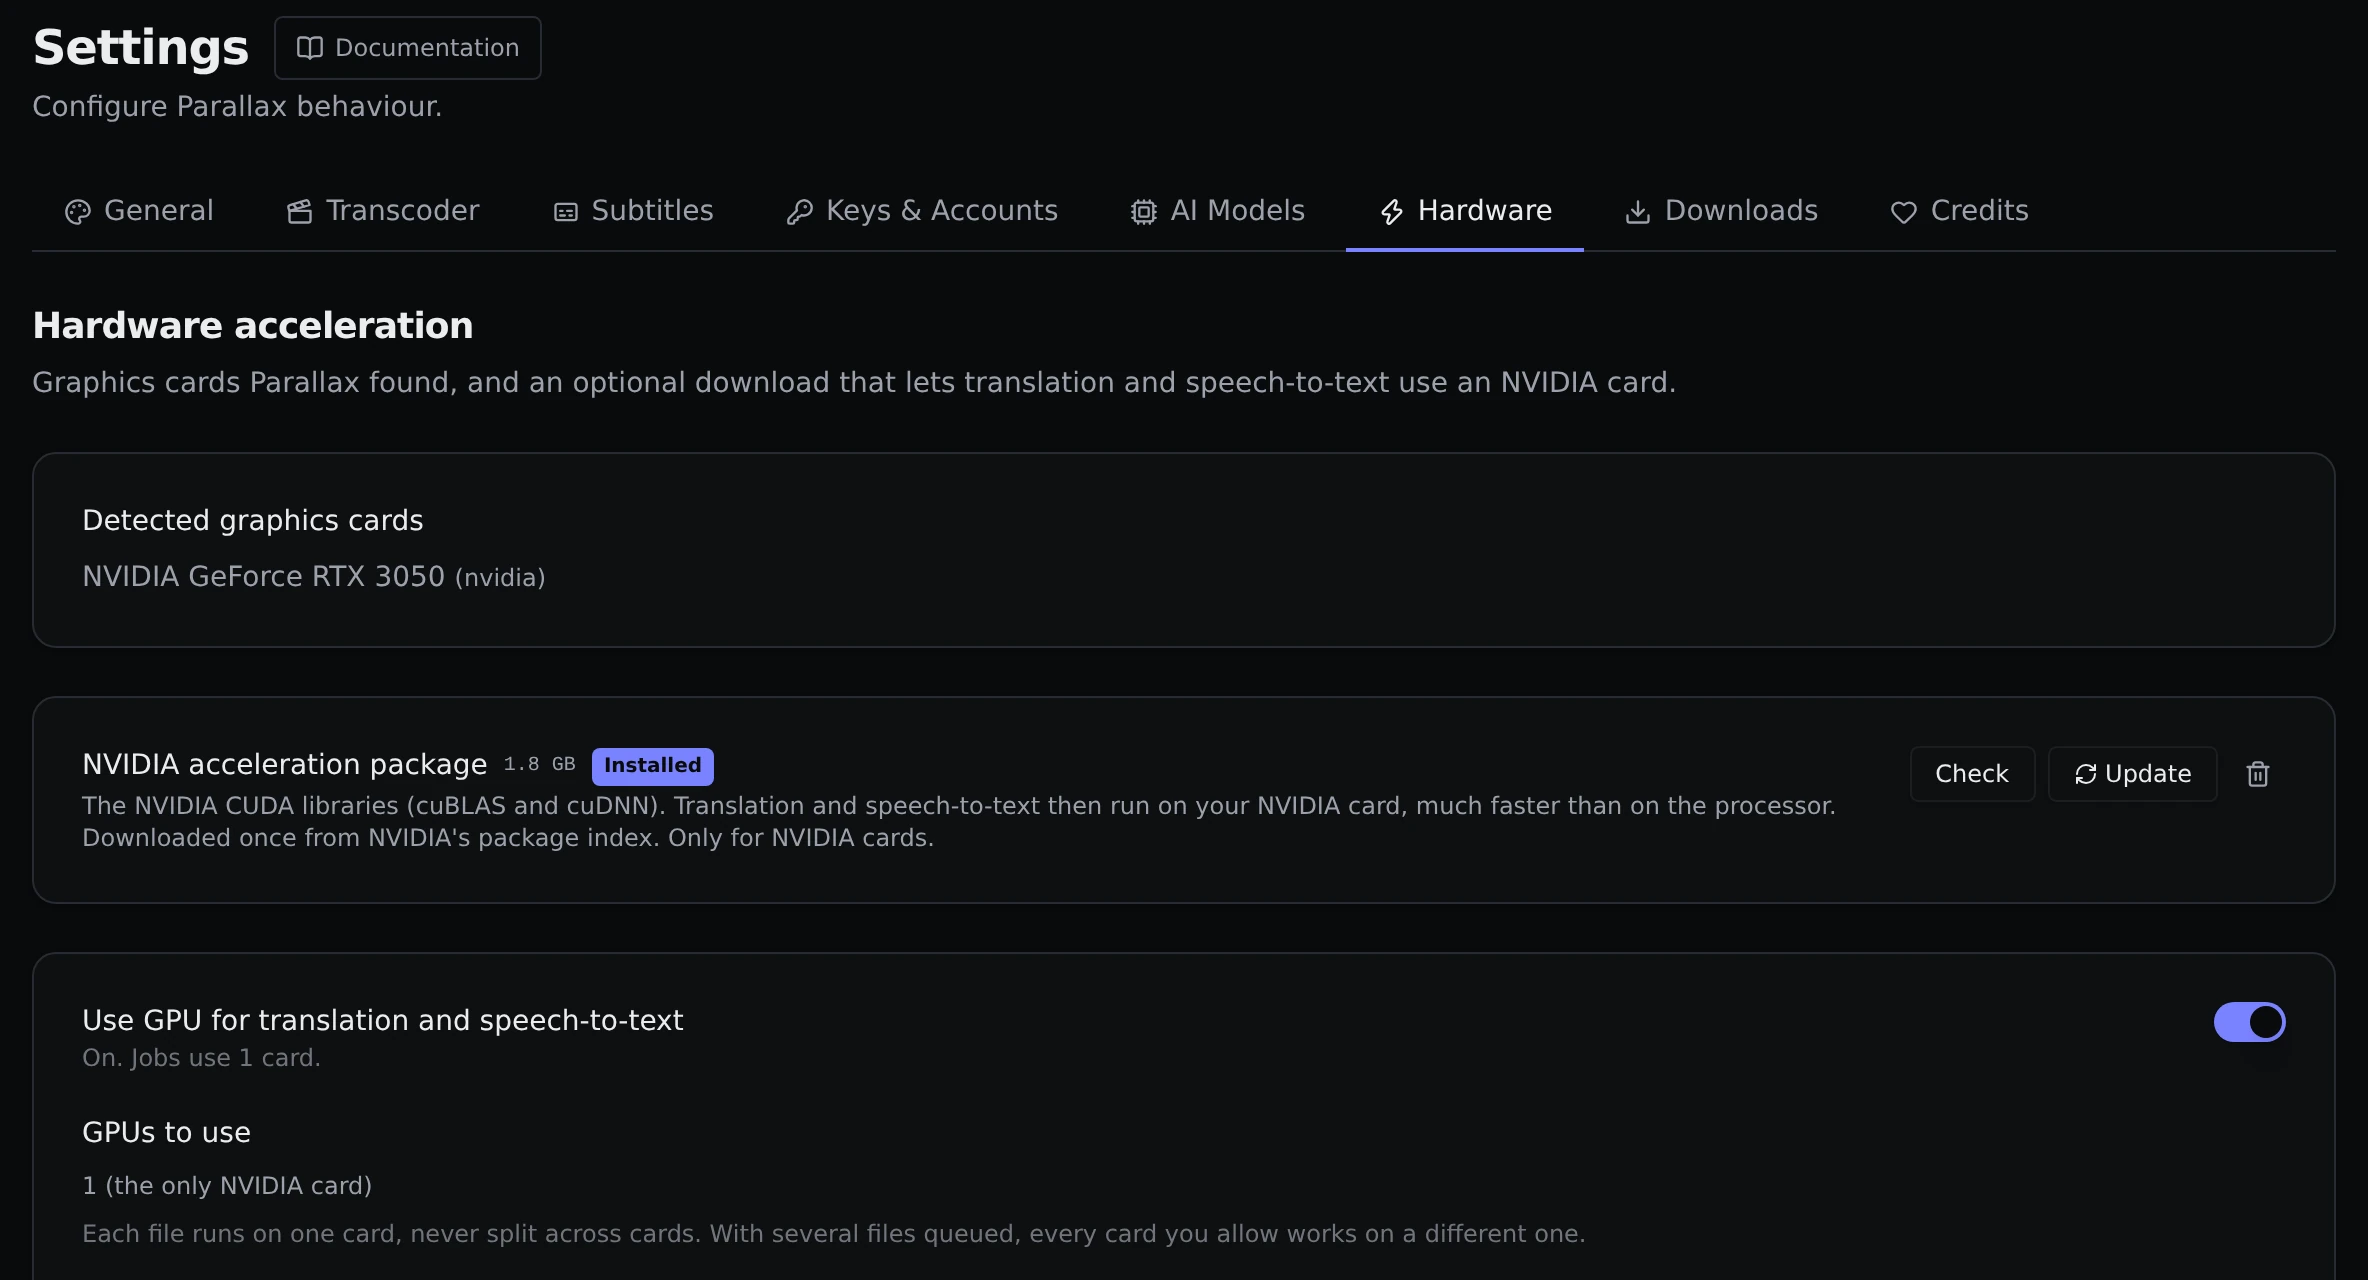 Settings
Documentation
Configure Parallax behaviour.
General
Transcoder
Subtitles
Keys & Accounts
AI Models
Hardware
Downloads
Credits
Hardware acceleration
Graphics cards Parallax found, and an optional download that lets translation and speech-to-text use an NVIDIA card.
Detected graphics cards
NVIDIA GeForce RTX 3050 (nvidia)
NVIDIA acceleration package 1.8 GB Installed
Check
Update
The NVIDIA CUDA libraries (cuBLAS and cuDNN). Translation and speech-to-text then run on your NVIDIA card, much faster than on the processor.
Downloaded once from NVIDIA's package index. Only for NVIDIA cards.
Use GPU for translation and speech-to-text
On. Jobs use 1 card.
GPUs to use
1 (the only NVIDIA card)
Each file runs on one card, never split across cards. With several files queued, every card you allow works on a different one.